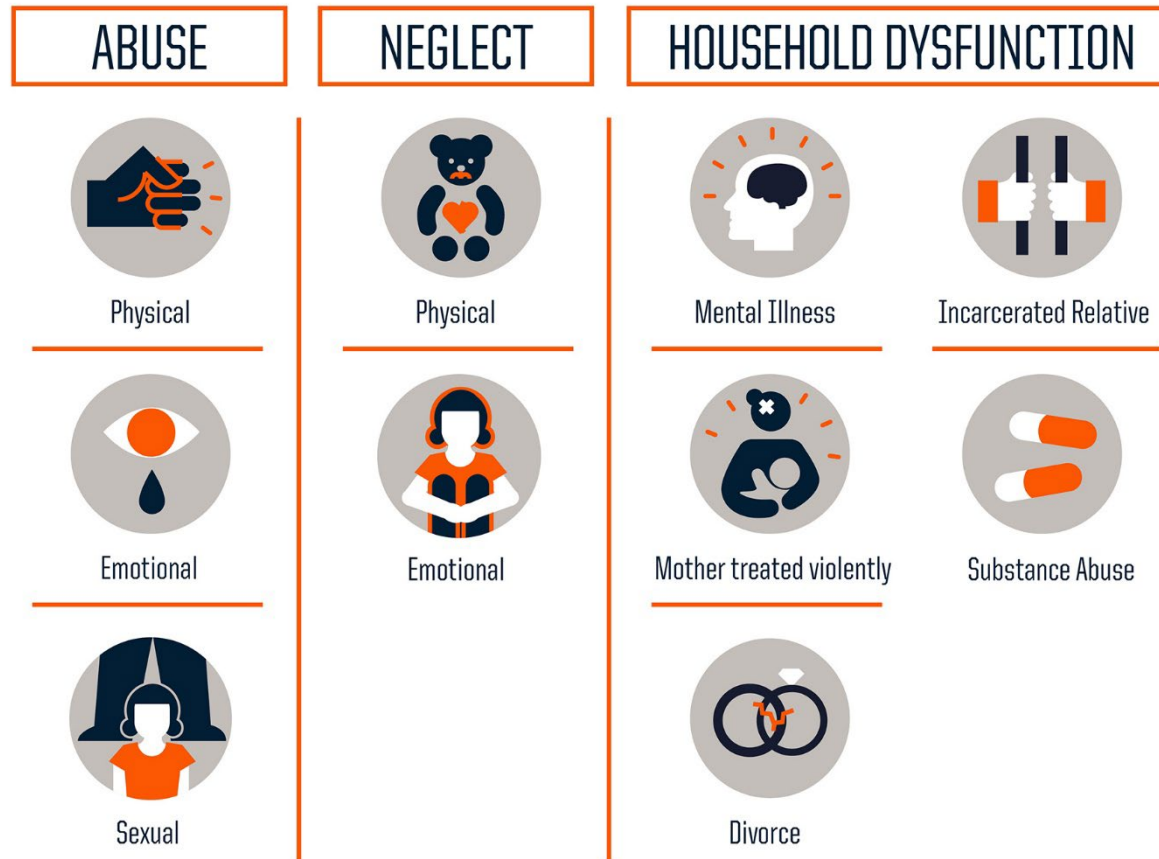 ABUSE
NEGLECT
HOUSEHOLD DYSFUNCTION
Physical
Physical
Mental Illness
Incarcerated Relative
Emotional
Emotional
Mother treated violently
Substance Abuse
Sexual
Divorce